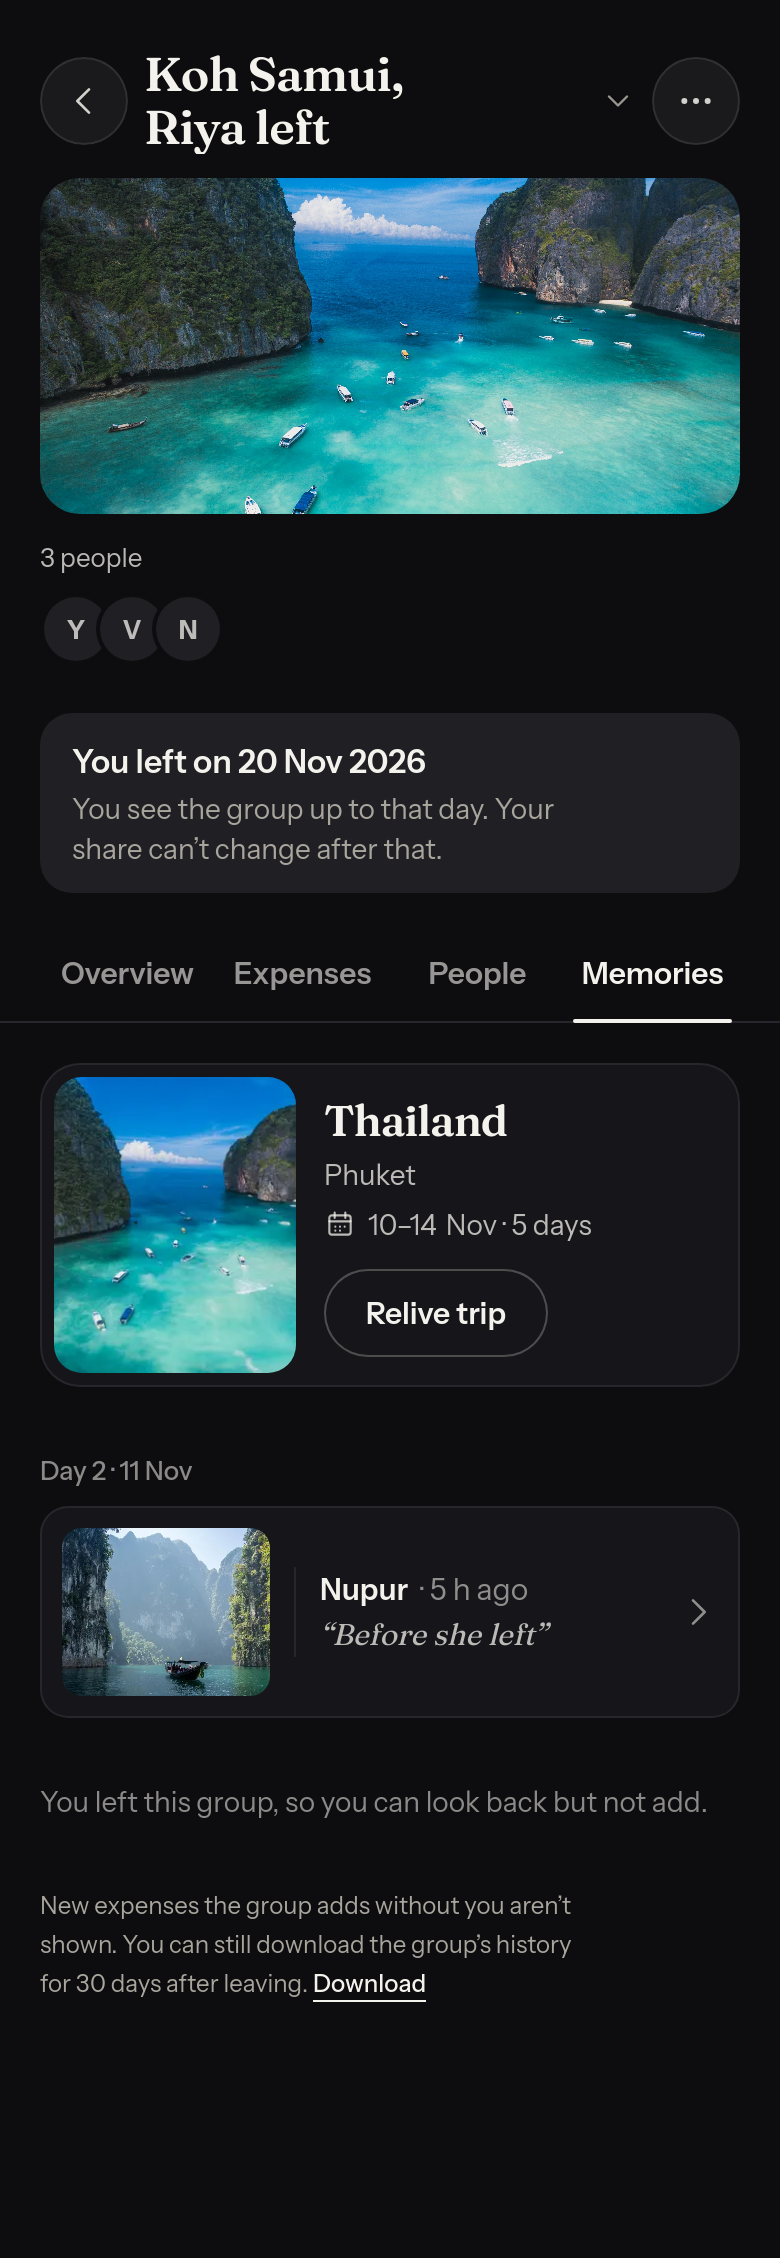 Koh Samui,
Riya left
3 people
Y V N
You left on 20 Nov 2026
You see the group up to that day. Your
share can’t change after that.
Overview Expenses People Memories
Thailand
Phuket
10–14 Nov · 5 days
Relive trip
Day 2 · 11 Nov
Nupur · 5 h ago
“Before she left”
You left this group, so you can look back but not add.
New expenses the group adds without you aren’t
shown. You can still download the group’s history
for 30 days after leaving. Download